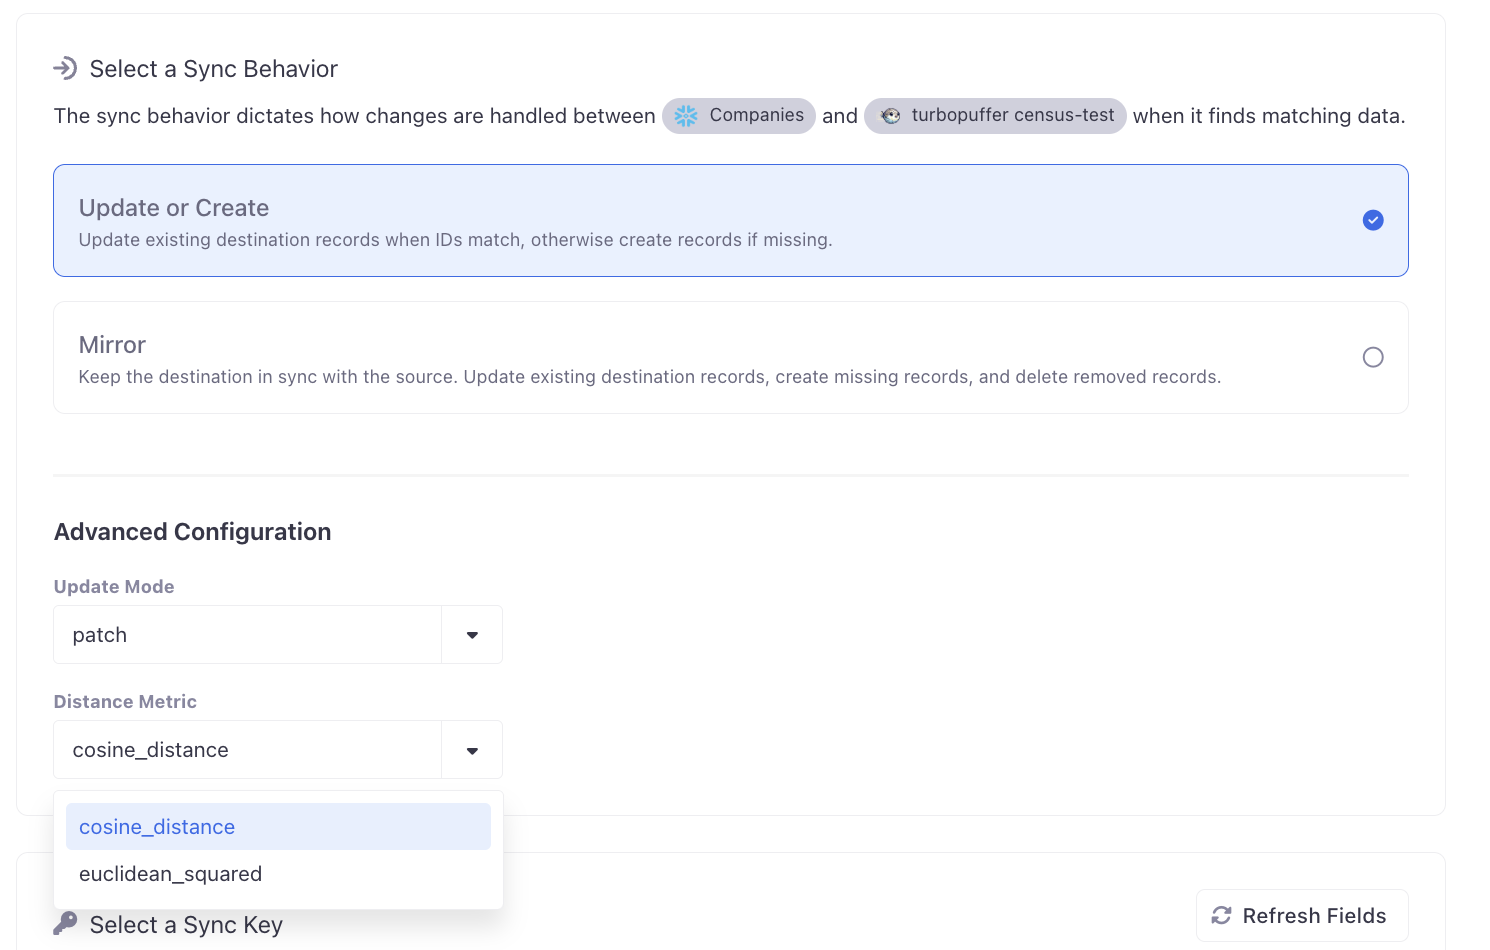 Select a Sync Behavior
The sync behavior dictates how changes are handled between Companies and turbopuffer census-test when it finds matching data.
Update or Create
Update existing destination records when IDs match, otherwise create records if missing.
Mirror
Keep the destination in sync with the source. Update existing destination records, create missing records, and delete removed records.
Advanced Configuration
Update Mode
patch
Distance Metric
cosine_distance
cosine_distance
euclidean_squared
Select a Sync Key
Refresh Fields